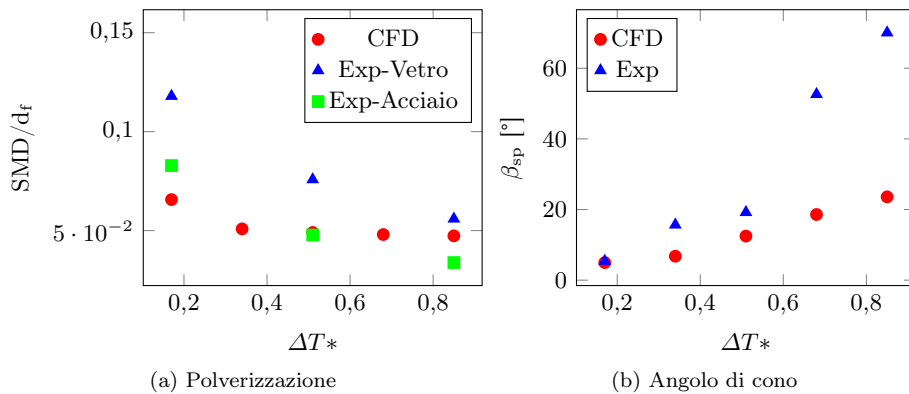 0,15
0,1
5 · 10⁻²
SMD/d_f
CFD
Exp-Vetro
Exp-Acciaio
0,2 0,4 0,6 0,8
ΔT∗
(a) Polverizzazione
60
40
20
0
β_sp [°]
CFD
Exp
0,2 0,4 0,6 0,8
ΔT∗
(b) Angolo di cono